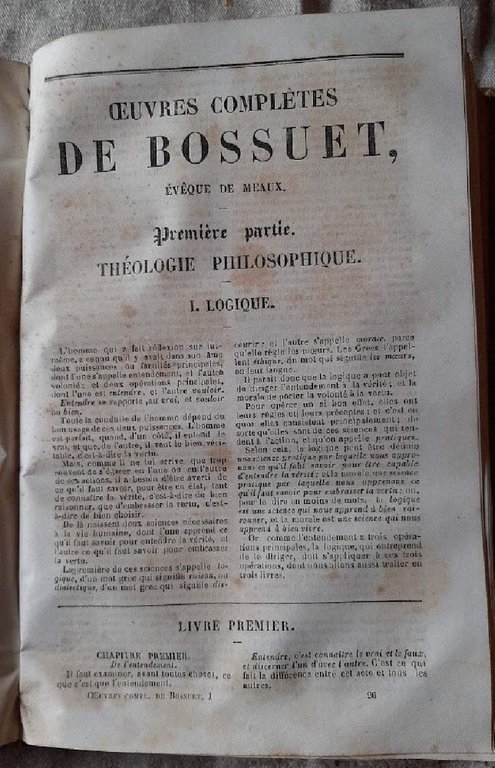 ŒUVRES COMPLÈTES
DE BOSSUET,
ÉVÊQUE DE MEAUX.
Première partie.
THÉOLOGIE PHILOSOPHIQUE.
I. LOGIQUE.
L'homme qui a fait réflexion sur lui-
même, a connu qu'il y avait dans son âme
deux puissances ou facultés principales,
dont l'une s'appelle entendement, et l'autre
volonté; et deux opérations principales,
dont l'une est entendre, et l'autre vouloir.
Entendre se rapporte au vrai, et vouloir
au bien.
Toute la conduite de l'homme dépend du
bon usage de ces deux puissances. L'homme
est parfait, quand, d'un côté, il entend le
vrai, et que, de l'autre, il veut le bien véri-
table, c'est-à-dire la vertu.
Mais, comme il ne lui arrive que trop
souvent de s'égarer en l'une ou en l'autre
de ces actions, il a besoin d'être averti de
ce qu'il faut savoir, pour être en état, tant
de connaître la vérité, c'est-à-dire de bien
raisonner, que d'embrasser la vertu, c'est-
à-dire de bien choisir.
De là naissent deux sciences nécessaires
à la vie humaine, dont l'une apprend ce
qu'il faut savoir pour entendre la vérité, et
l'autre ce qu'il faut savoir pour embrasser
la vertu.
La première de ces sciences s'appelle lo-
gique, d'un mot grec qui signifie raison, ou
dialectique, d'un mot grec qui signifie dis-
courir; et l'autre s'appelle morale, parce
qu'elle règle les mœurs. Les Grecs l'appel-
lent éthique, du mot qui signifie les mœurs,
en leur langue.
Il paraît donc que la logique a pour objet
de diriger l'entendement à la vérité; et la
morale de porter la volonté à la vertu.
Pour opérer un si bon effet, elles ont
leurs règles et leurs préceptes; et c'est en
quoi elles consistent principalement; de
sorte qu'elles sont de ces sciences qui ten-
dent à l'action, et qu'on appelle pratiques.
Selon cela, la logique peut être définie
une science pratique par laquelle nous appre-
nons ce qu'il faut savoir pour être capable
d'entendre la vérité; et la morale une science
pratique par laquelle nous apprenons ce
qu'il faut savoir pour embrasser la vertu; ou,
pour le dire en moins de mots, la logique
est une science qui nous apprend à bien rai-
sonner, et la morale est une science qui nous
apprend à bien vivre.
Or comme l'entendement a trois opéra-
tions principales, la logique, qui entreprend
de le diriger, doit s'appliquer à ces trois
opérations, dont nous allons aussi traiter en
trois livres.
LIVRE PREMIER.
CHAPITRE PREMIER.
De l'entendement.
Il faut examiner, avant toutes choses, ce
que c'est que l'entendement.
Entendre, c'est connaître le vrai et le faux,
et discerner l'un d'avec l'autre. C'est ce qui
fait la différence entre cet acte et tous les
autres.
ŒUVRES COMPL. DE BOSSUET, I
26